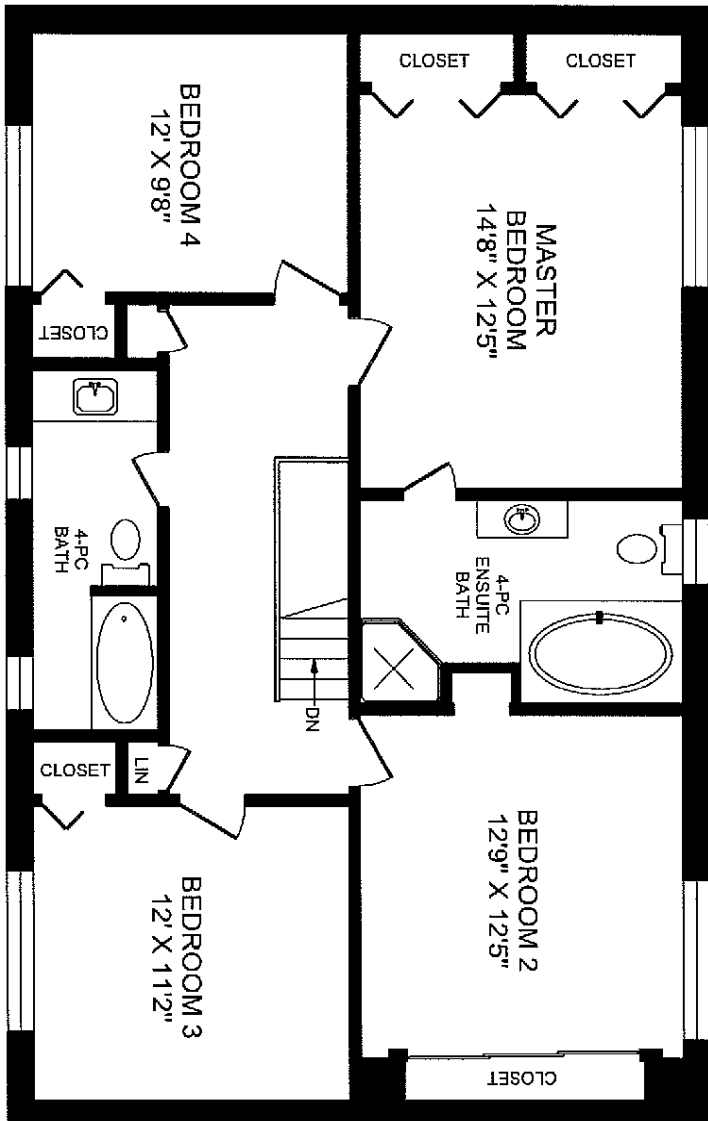 CLOSET
CLOSET
BEDROOM 4
12' X 9'8"
MASTER
BEDROOM
14'8" X 12'5"
CLOSET
4-PC
BATH
4-PC
ENSUITE
BATH
DN
CLOSET
LIN
BEDROOM 2
12'9" X 12'5"
BEDROOM 3
12' X 11'2"
CLOSET